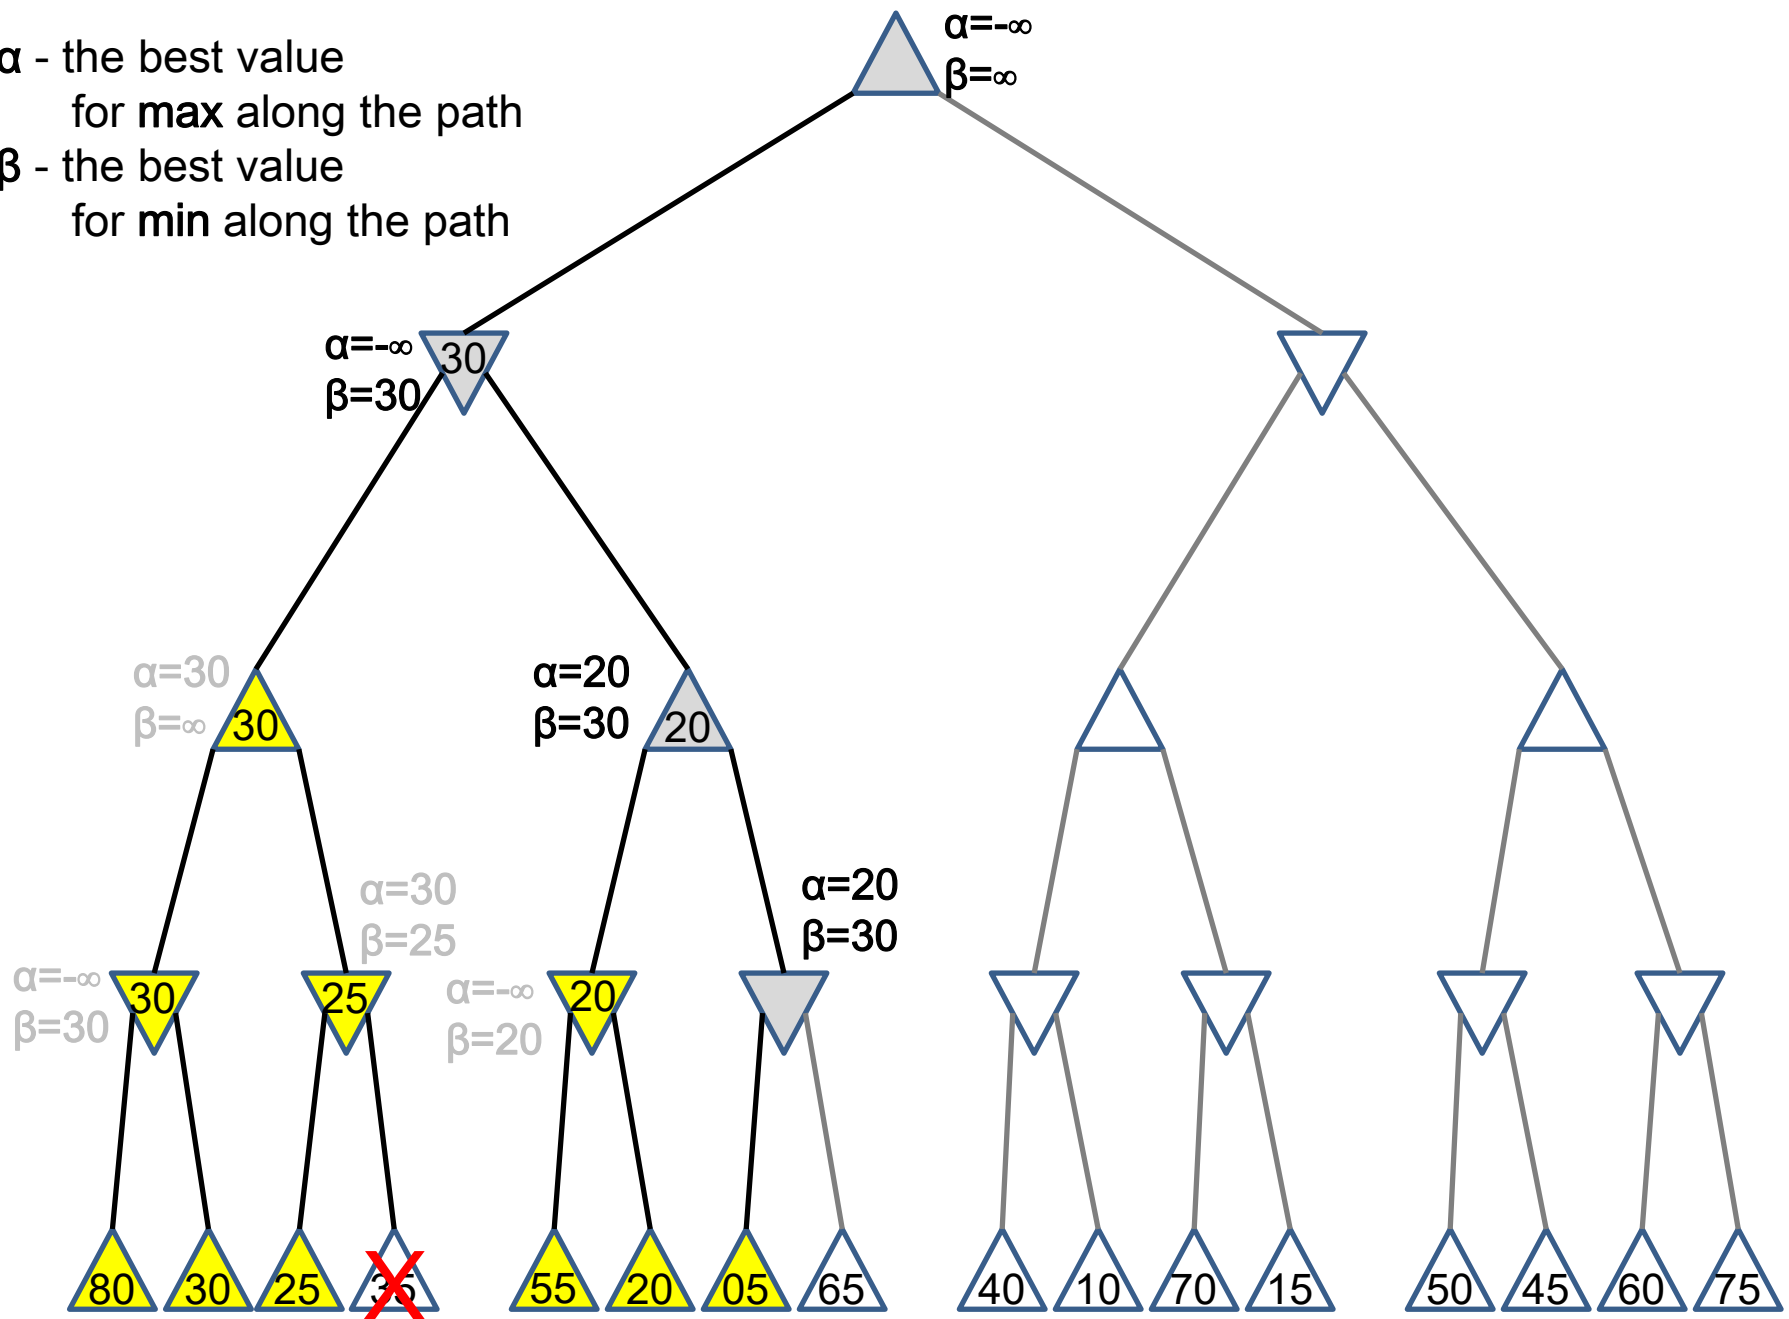 α=-∞
β=∞
α - the best value
for max along the path
β - the best value
for min along the path
α=-∞
β=30
30
α=30
β=∞
30
α=20
β=30
20
α=30
β=25
α=20
β=30
α=-∞
β=30
30
25
α=-∞
β=20
20
80 30 25 35 55 20 05 65 40 10 70 15 50 45 60 75